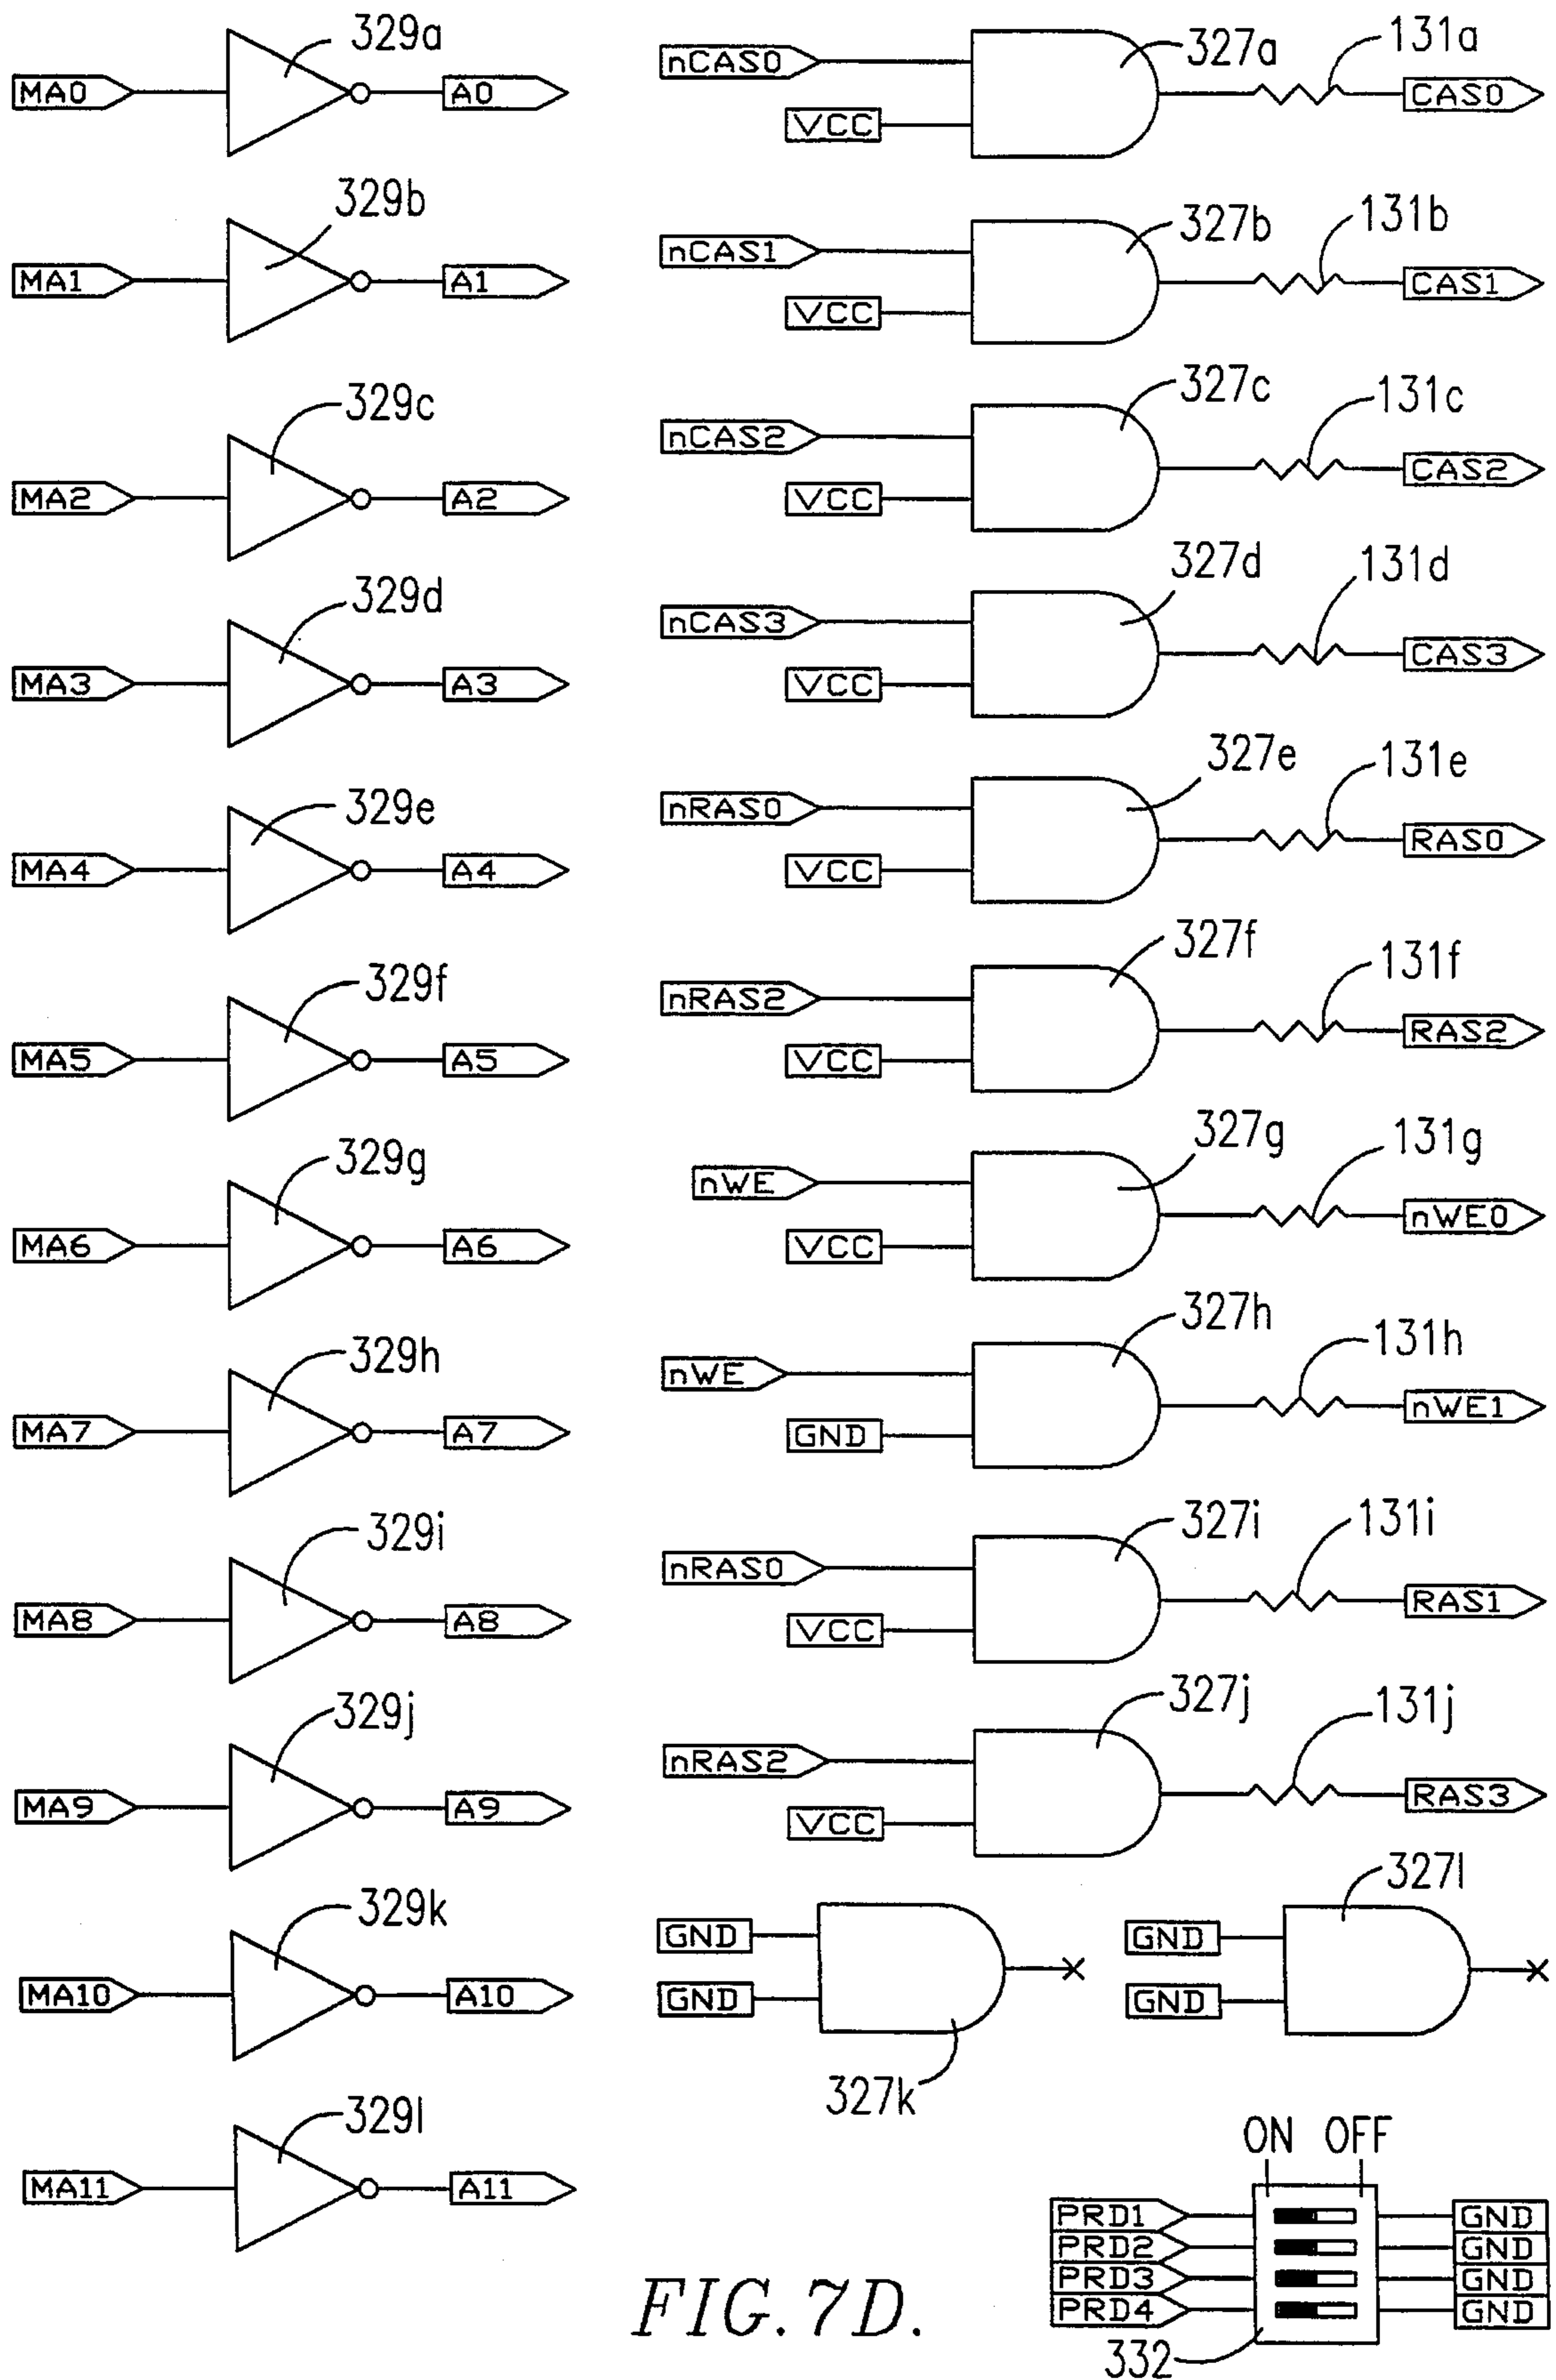 329a
MA0
A0
329b
MA1
A1
329c
MA2
A2
329d
MA3
A3
329e
MA4
A4
329f
MA5
A5
329g
MA6
A6
329h
MA7
A7
329i
MA8
A8
329j
MA9
A9
329k
MA10
A10
329l
MA11
A11
nCAS0
VCC
327a
131a
CAS0
nCAS1
VCC
327b
131b
CAS1
nCAS2
VCC
327c
131c
CAS2
nCAS3
VCC
327d
131d
CAS3
nRAS0
VCC
327e
131e
RAS0
nRAS2
VCC
327f
131f
RAS2
nWE
VCC
327g
131g
nWE0
nWE
GND
327h
131h
nWE1
nRAS0
VCC
327i
131i
RAS1
nRAS2
VCC
327j
131j
RAS3
GND
GND
327k
GND
GND
327l
ON OFF
PRD1 GND
PRD2 GND
PRD3 GND
PRD4 GND
332
FIG. 7D.